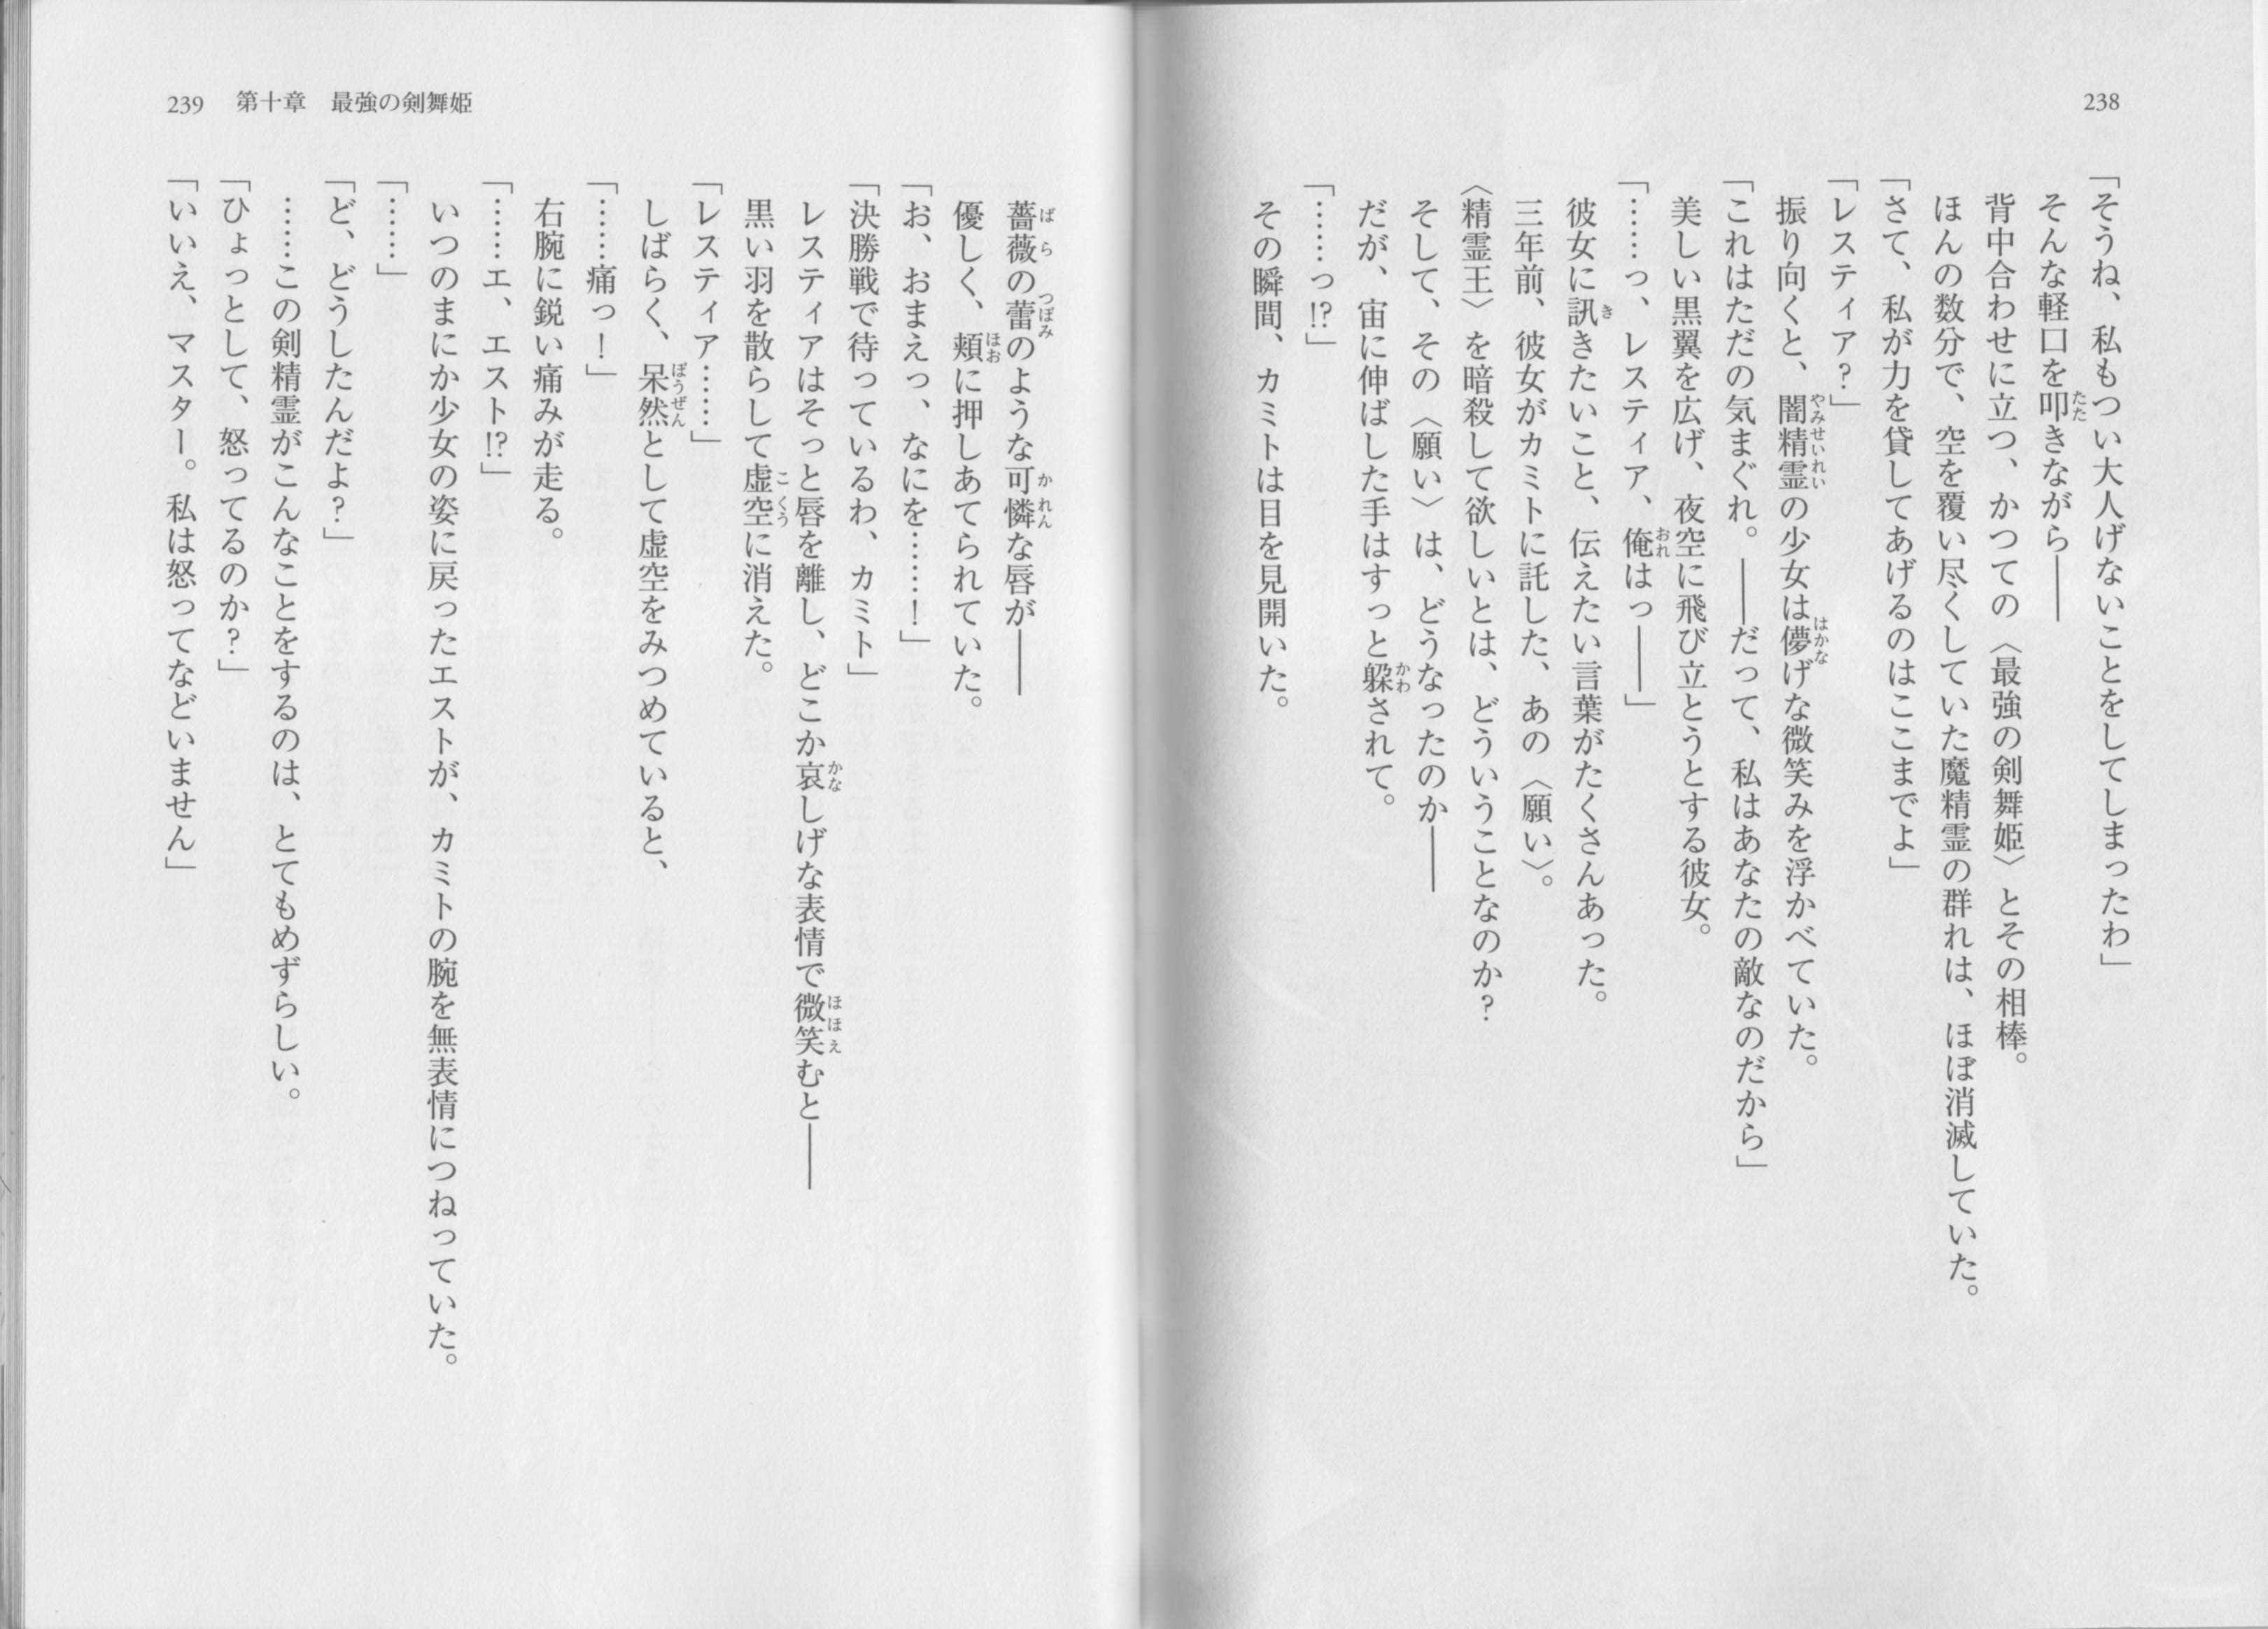 238
「そうね、私もつい大人げないことをしてしまったわ」
そんな軽口を叩きながら――
背中合わせに立つ、かつての〈最強の剣舞姫〉とその相棒。
ほんの数分で、空を覆い尽くしていた魔精霊の群れは、ほぼ消滅していた。
「さて、私が力を貸してあげるのはここまでよ」
「レスティア?」
振り向くと、闇精霊の少女は儚げな微笑みを浮かべていた。
「これはただの気まぐれ。――だって、私はあなたの敵なのだから」
美しい黒翼を広げ、夜空に飛び立とうとする彼女。
「……っ、レスティア、俺はっ――」
彼女に訊きたいこと、伝えたい言葉がたくさんあった。
三年前、彼女がカミトに託した、あの〈願い〉。
〈精霊王〉を暗殺して欲しいとは、どういうことなのか?
そして、その〈願い〉は、どうなったのか――
だが、宙に伸ばした手はすっと躱されて。
「……っ!?」
その瞬間、カミトは目を見開いた。
239 第十章 最強の剣舞姫
薔薇の蕾のような可憐な唇が――
優しく、頬に押しあてられていた。
「お、おまえっ、なにを……!」
「決勝戦で待っているわ、カミト」
レスティアはそっと唇を離し、どこか哀しげな表情で微笑むと――
黒い羽を散らして虚空に消えた。
「レスティア……」
しばらく、呆然として虚空をみつめていると、
「……痛っ!」
右腕に鋭い痛みが走る。
「……エ、エスト!?」
いつのまにか少女の姿に戻ったエストが、カミトの腕を無表情につねっていた。
「……」
「ど、どうしたんだよ?」
……この剣精霊がこんなことをするのは、とてもめずらしい。
「ひょっとして、怒ってるのか?」
「いいえ、マスター。私は怒ってなどいません」